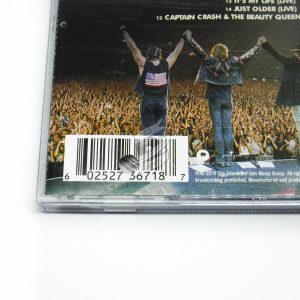 13 IT'S MY LIFE (LIVE)
14 JUST OLDER (LIVE)
15 CAPTAIN CRASH & THE BEAUTY QUEEN
6 02527 36718 7
2010 The Island Def Jam Music Group. All
broadcasting prohibited. Manufactured and